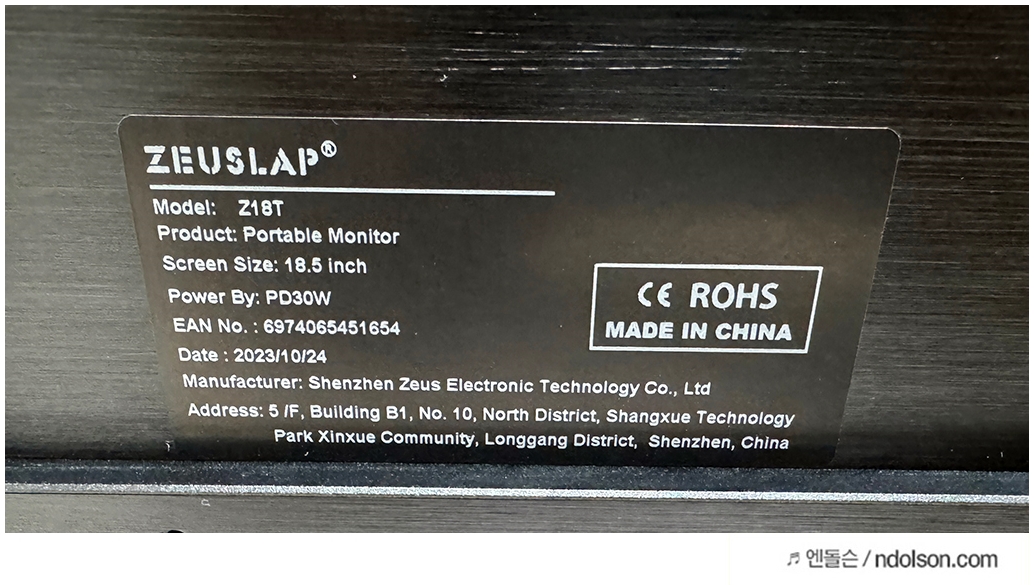 ZEUSLAP®
Model: Z18T
Product: Portable Monitor
Screen Size: 18.5 inch
Power By: PD30W
EAN No. : 6974065451654
Date : 2023/10/24
Manufacturer: Shenzhen Zeus Electronic Technology Co., Ltd
Address: 5 /F, Building B1, No. 10, North District, Shangxue Technology
Park Xinxue Community, Longgang District, Shenzhen, China
CE ROHS
MADE IN CHINA
♬ 엔돌슨 / ndolson.com